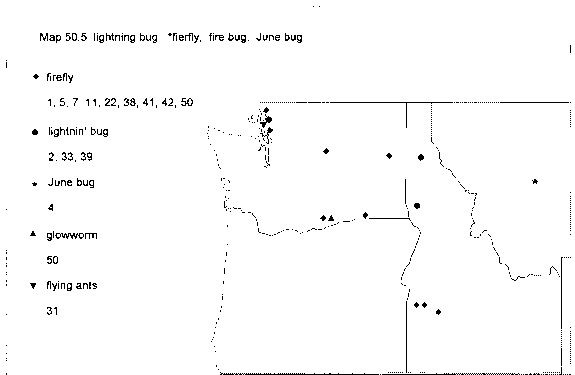 Map 50.5 lightning bug *fierfly, fire bug, June bug
firefly
1, 5, 7 11, 22, 38, 41, 42, 50
lightnin' bug
2, 33, 39
June bug
4
glowworm
50
flying ants
31